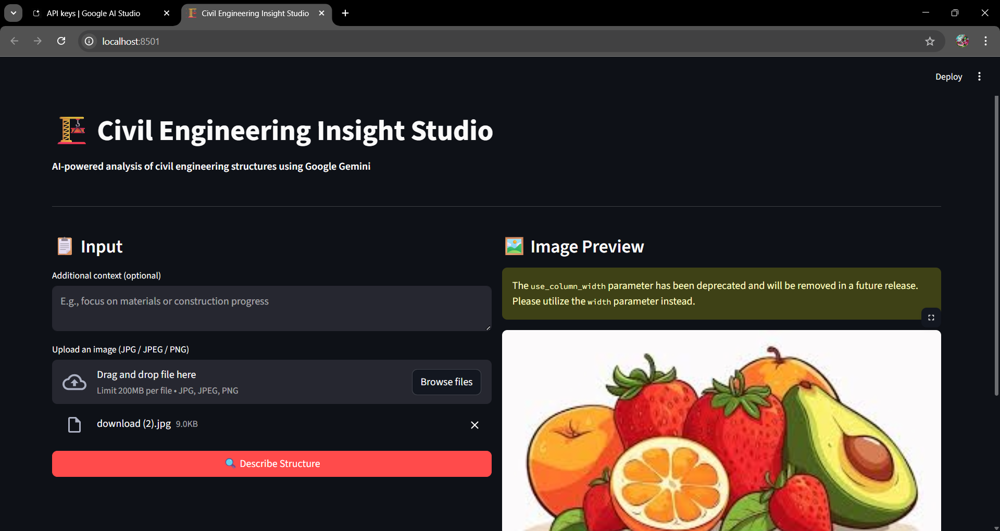 API keys | Google AI Studio
Civil Engineering Insight Studio
localhost:8501
Deploy
Civil Engineering Insight Studio
AI-powered analysis of civil engineering structures using Google Gemini
Input
Additional context (optional)
E.g., focus on materials or construction progress
Upload an image (JPG / JPEG / PNG)
Drag and drop file here
Limit 200MB per file • JPG, JPEG, PNG
Browse files
download (2).jpg 9.0KB
Describe Structure
Image Preview
The use_column_width parameter has been deprecated and will be removed in a future release.
Please utilize the width parameter instead.